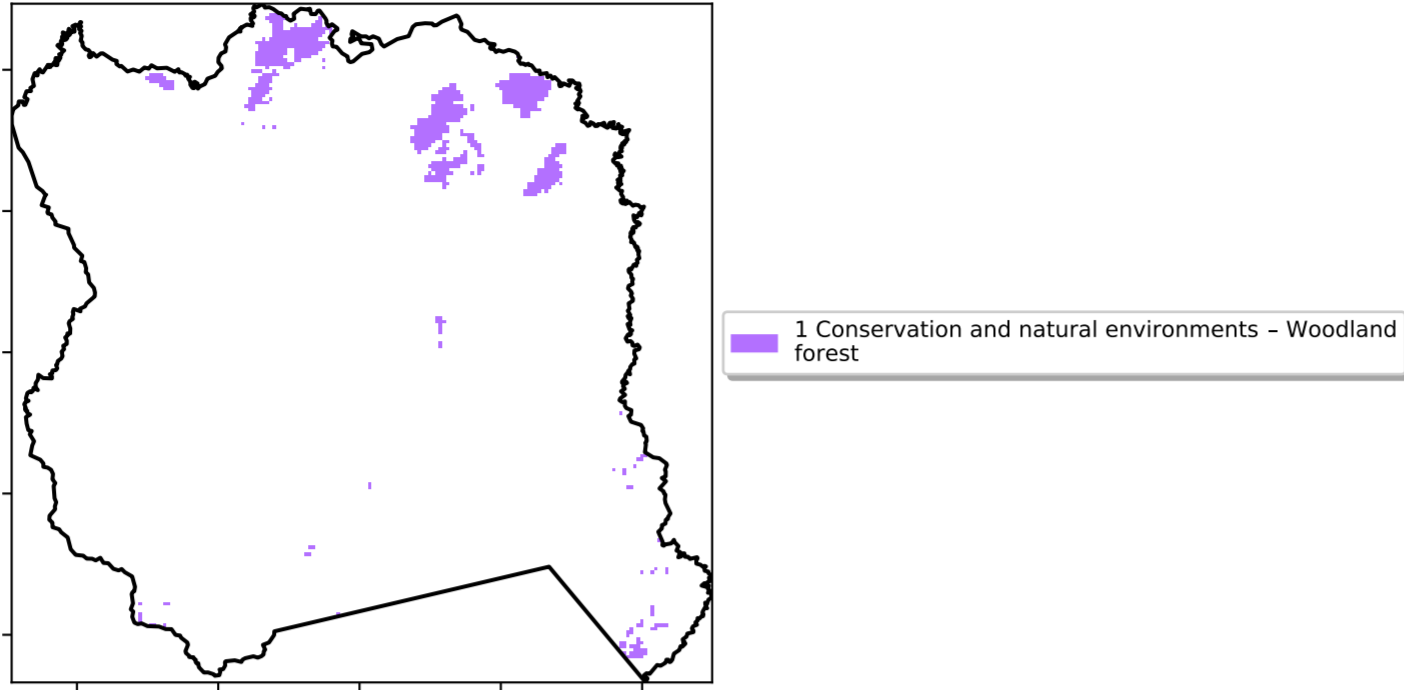 1 Conservation and natural environments – Woodland
forest